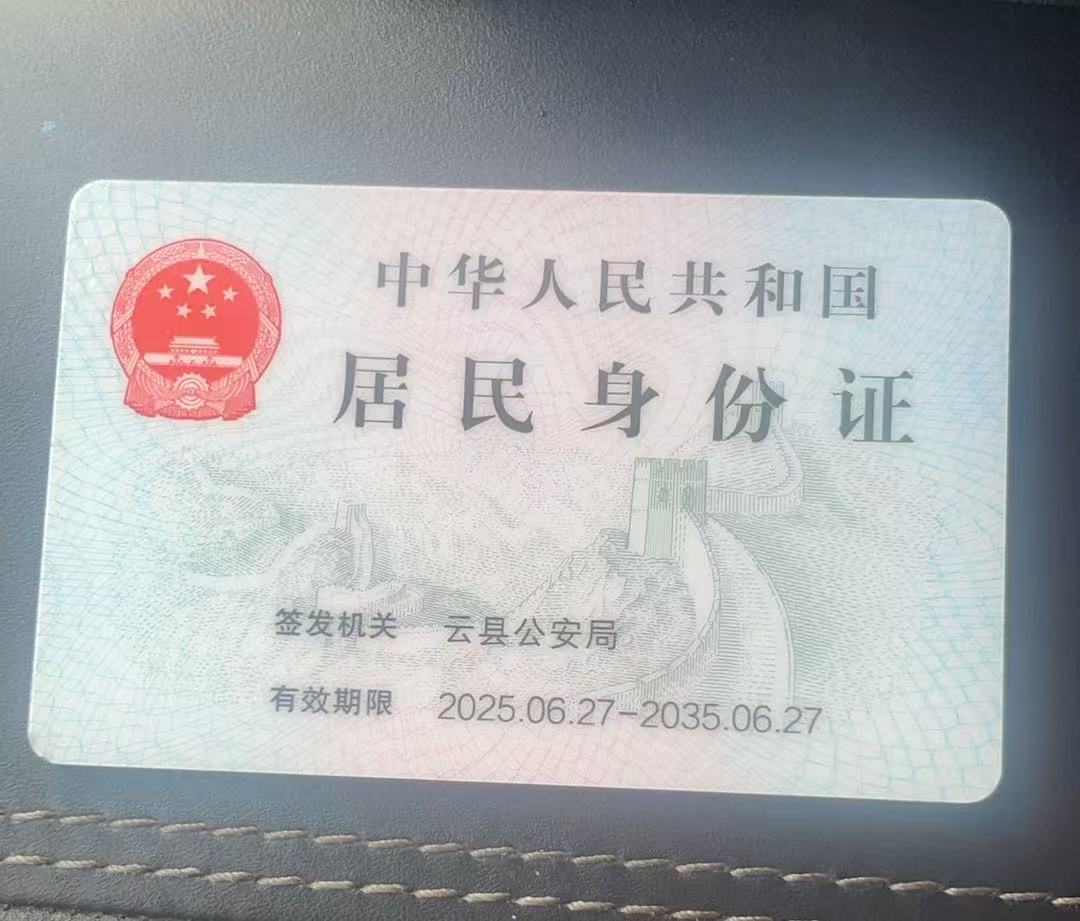 中华人民共和国
居民身份证
签发机关 云县公安局
有效期限 2025.06.27-2035.06.27